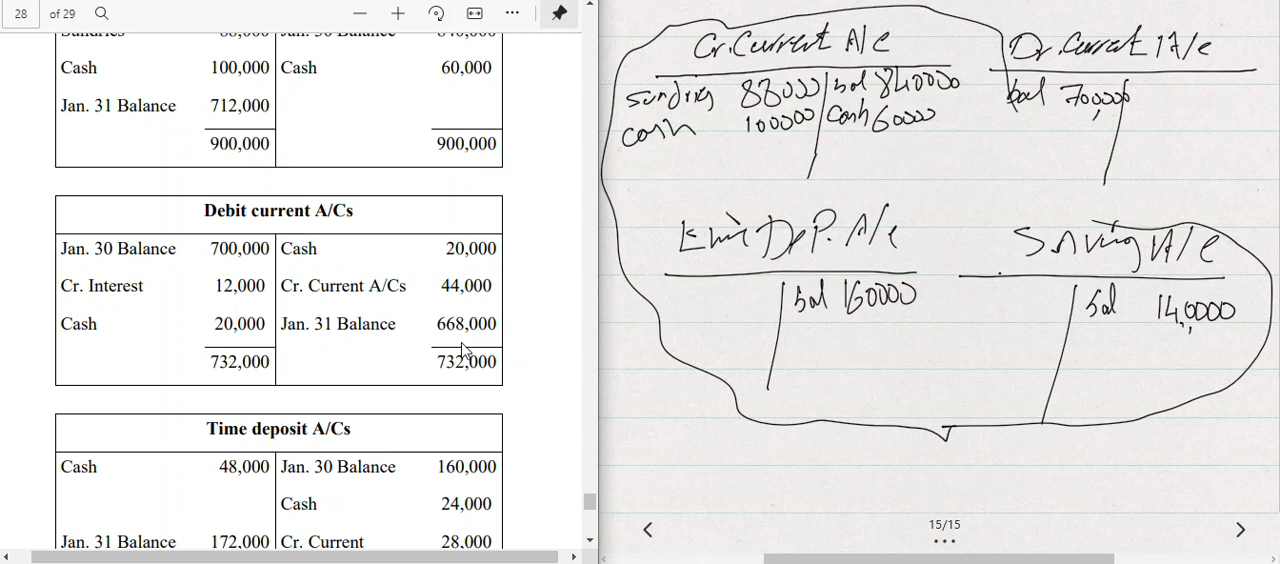 28 of 29
Cash 100,000 Cash 60,000
Jan. 31 Balance 712,000
900,000 900,000
Debit current A/Cs
Jan. 30 Balance 700,000 Cash 20,000
Cr. Interest 12,000 Cr. Current A/Cs 44,000
Cash 20,000 Jan. 31 Balance 668,000
732,000 732,000
Time deposit A/Cs
Cash 48,000 Jan. 30 Balance 160,000
Cash 24,000
Jan. 31 Balance 172,000 Cr. Current 28,000
Cr. Current A/c
sundries 88000 bal 840000
cash 100000 cash 60000
Dr. Current A/c
bal 700,000
Dep. A/c
bal 160000
Saving A/c
bal 140000
15/15